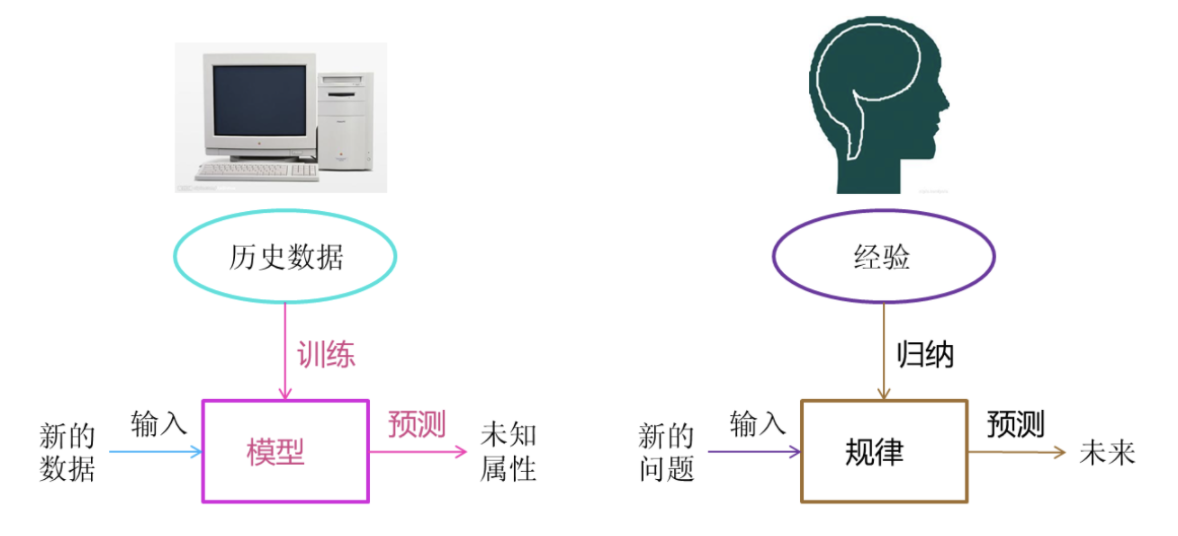 历史数据
训练
新的
数据
输入
模型
预测
未知
属性
经验
归纳
新的
问题
输入
规律
预测
未来